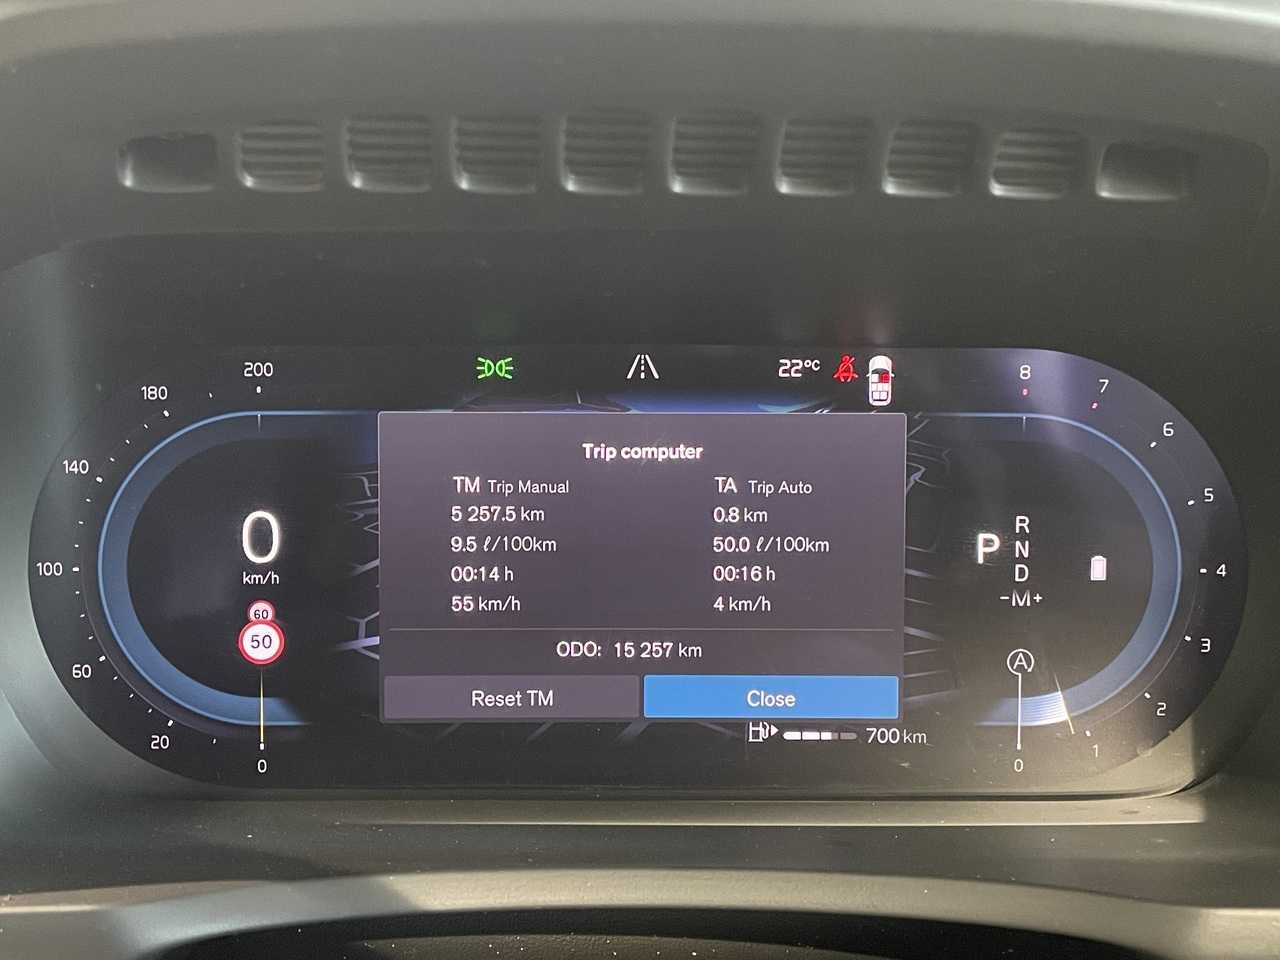 200
22°C
8
180
7
6
140
5
Trip computer
TM Trip Manual
TA Trip Auto
5 257.5 km
0.8 km
9.5 ℓ/100km
50.0 ℓ/100km
00:14 h
00:16 h
55 km/h
4 km/h
ODO: 15 257 km
Reset TM
Close
0
km/h
60
50
100
60
20
0
P
R
N
D
-M+
A
4
3
2
1
0
700 km